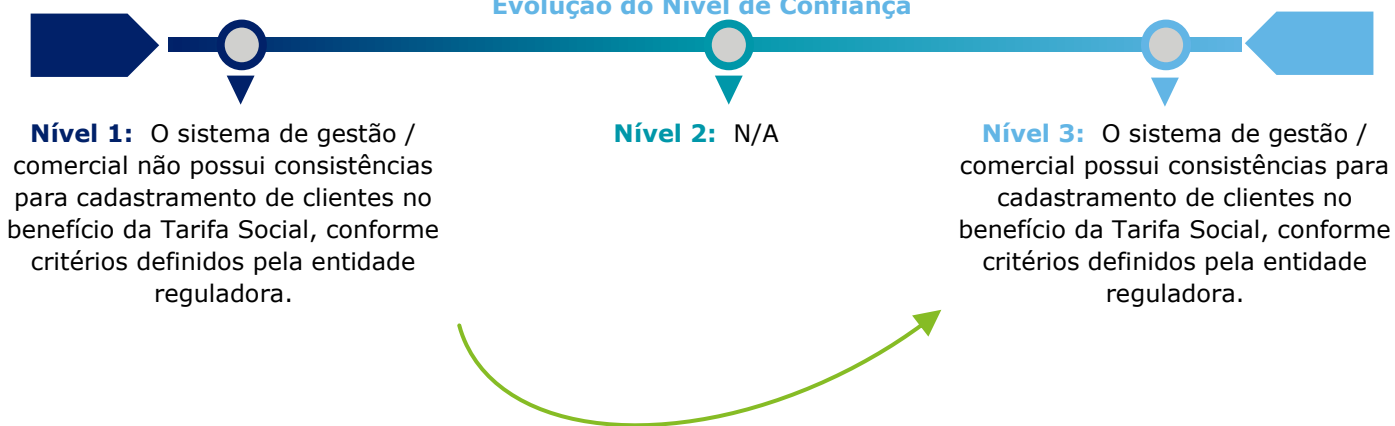 Evolução do Nível de Confiança
Nível 1: O sistema de gestão /
comercial não possui consistências
para cadastramento de clientes no
benefício da Tarifa Social, conforme
critérios definidos pela entidade
reguladora.
Nível 2: N/A
Nível 3: O sistema de gestão /
comercial possui consistências para
cadastramento de clientes no
benefício da Tarifa Social, conforme
critérios definidos pela entidade
reguladora.